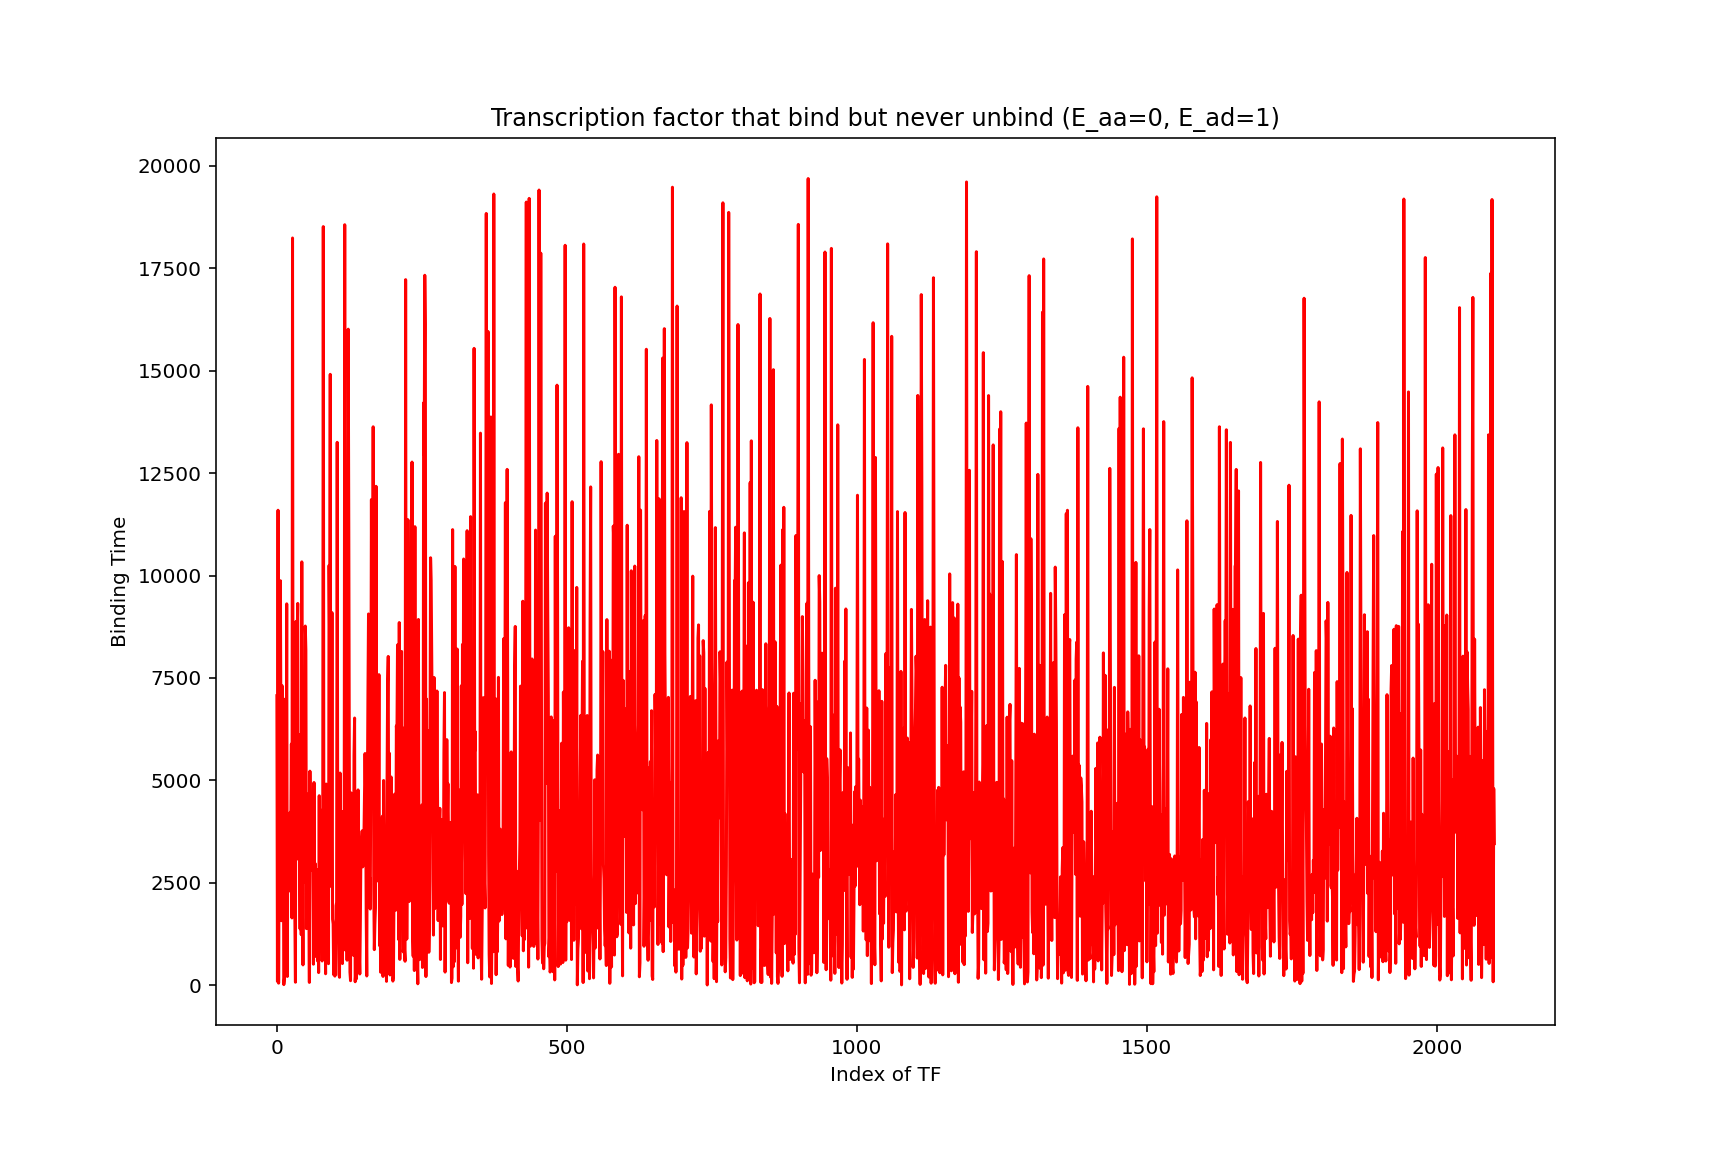 Transcription factor that bind but never unbind (E_aa=0, E_ad=1)
20000
17500
15000
12500
10000
7500
5000
2500
0
Binding Time
0 500 1000 1500 2000
Index of TF